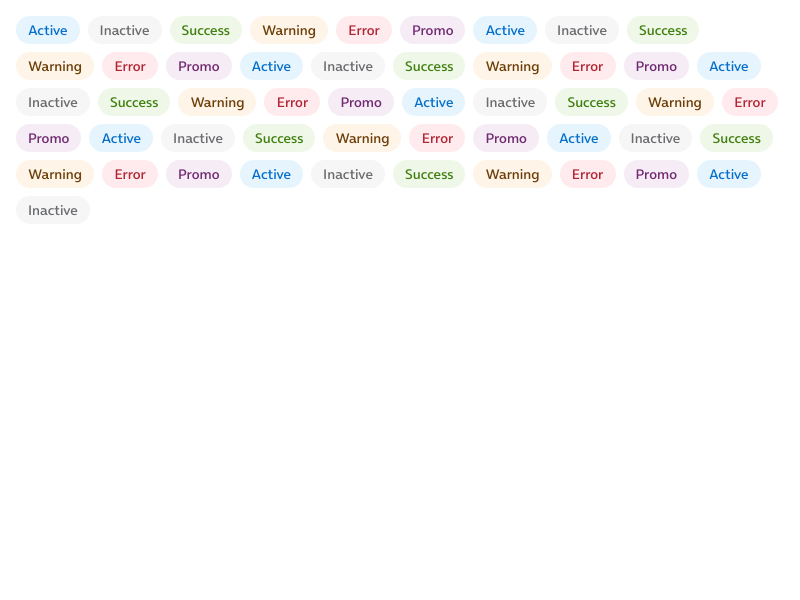 Active Inactive Success Warning Error Promo Active Inactive Success
Warning Error Promo Active Inactive Success Warning Error Promo Active
Inactive Success Warning Error Promo Active Inactive Success Warning Error
Promo Active Inactive Success Warning Error Promo Active Inactive Success
Warning Error Promo Active Inactive Success Warning Error Promo Active
Inactive